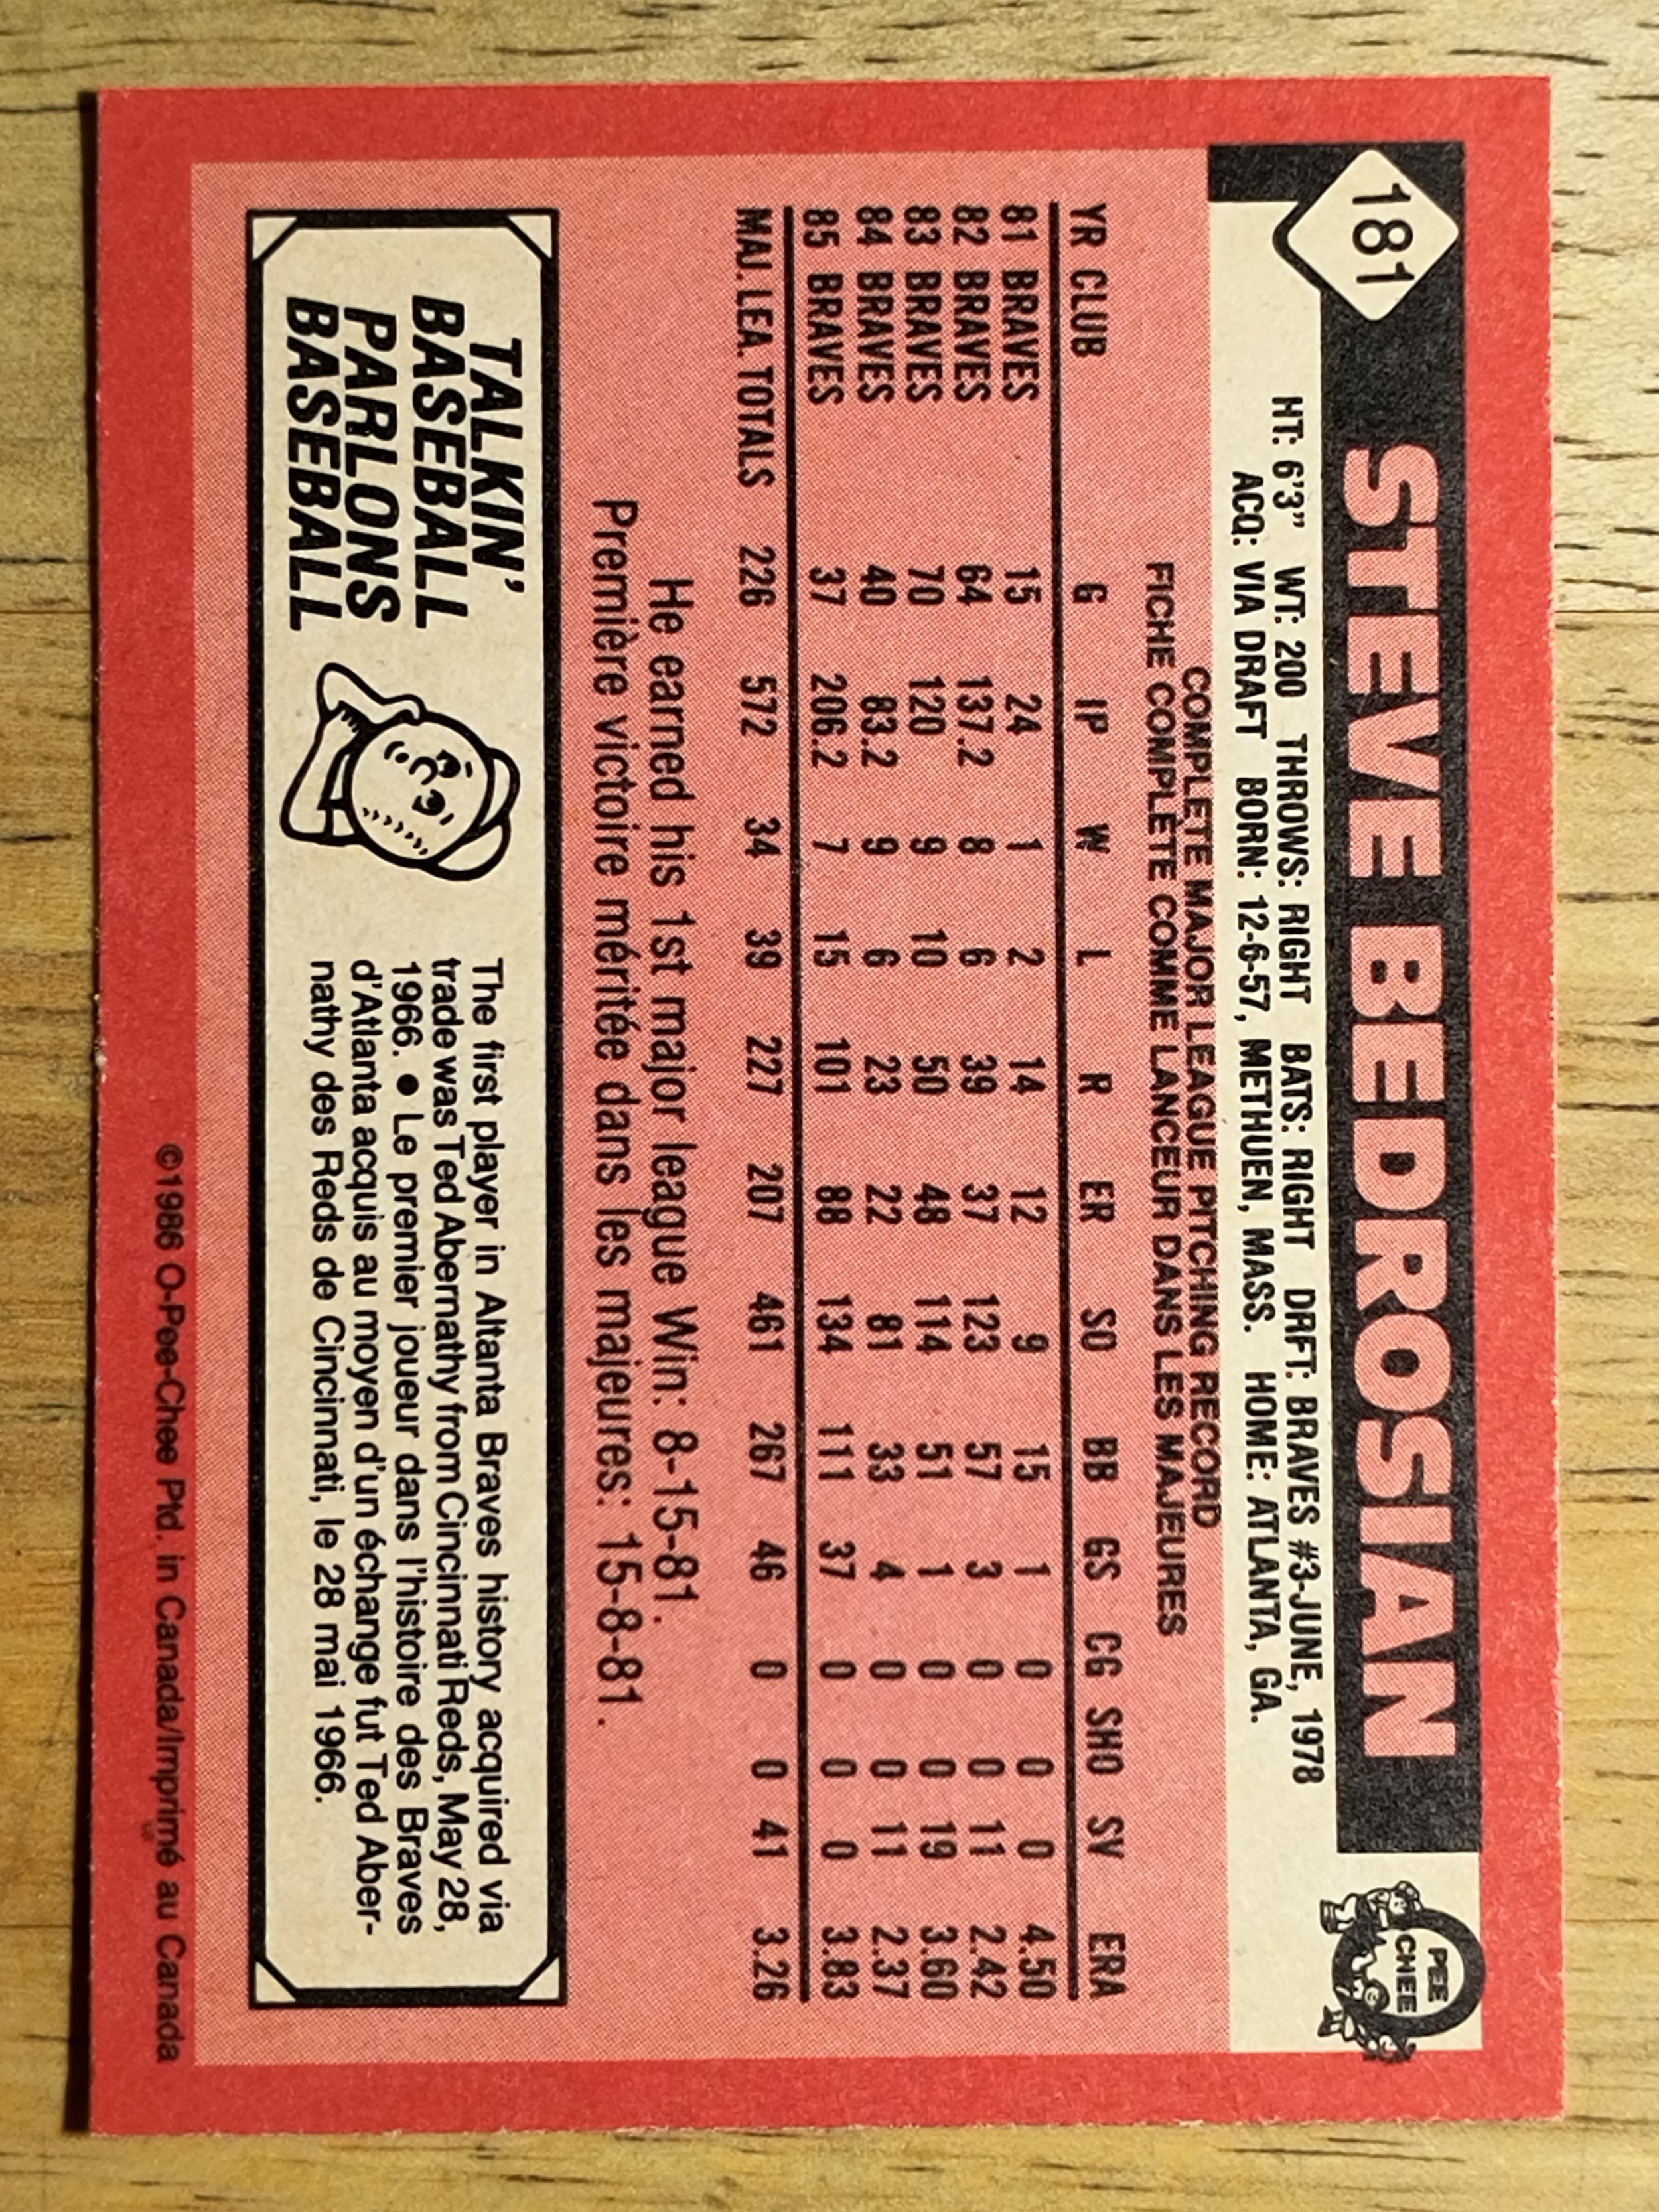 181
STEVE BEDROSIAN
O
PEE
CHEE
HT: 6'3" WT: 200 THROWS: RIGHT BATS: RIGHT DRFT: BRAVES #3-JUNE, 1978
ACQ: VIA DRAFT BORN: 12-6-57, METHUEN, MASS. HOME: ATLANTA, GA.
COMPLETE MAJOR LEAGUE PITCHING RECORD
FICHE COMPLÈTE COMME LANCEUR DANS LES MAJEURES
YR CLUB G IP W L R ER SO BB GS CG SHO SV ERA
81 BRAVES 15 24 1 2 14 12 9 15 1 0 0 0 4.50
82 BRAVES 64 137.2 8 6 39 37 123 57 3 0 0 11 2.42
83 BRAVES 70 120 9 10 50 48 114 51 1 0 0 19 3.60
84 BRAVES 40 83.2 9 6 23 22 81 33 4 0 0 11 2.37
85 BRAVES 37 206.2 7 15 101 88 134 111 37 0 0 0 3.83
MAJ. LEA. TOTALS 226 572 34 39 227 207 461 267 46 0 0 41 3.26
He earned his 1st major league Win: 8-15-81.
Première victoire méritée dans les majeures: 15-8-81.
TALKIN'
BASEBALL
PARLONS
BASEBALL
The first player in Altanta Braves history acquired via
trade was Ted Abernathy from Cincinnati Reds, May 28,
1966. ● Le premier joueur dans l'histoire des Braves
d'Atlanta acquis au moyen d'un échange fut Ted Aber-
nathy des Reds de Cincinnati, le 28 mai 1966.
©1986 O-Pee-Chee Ptd. in Canada/Imprimé au Canada